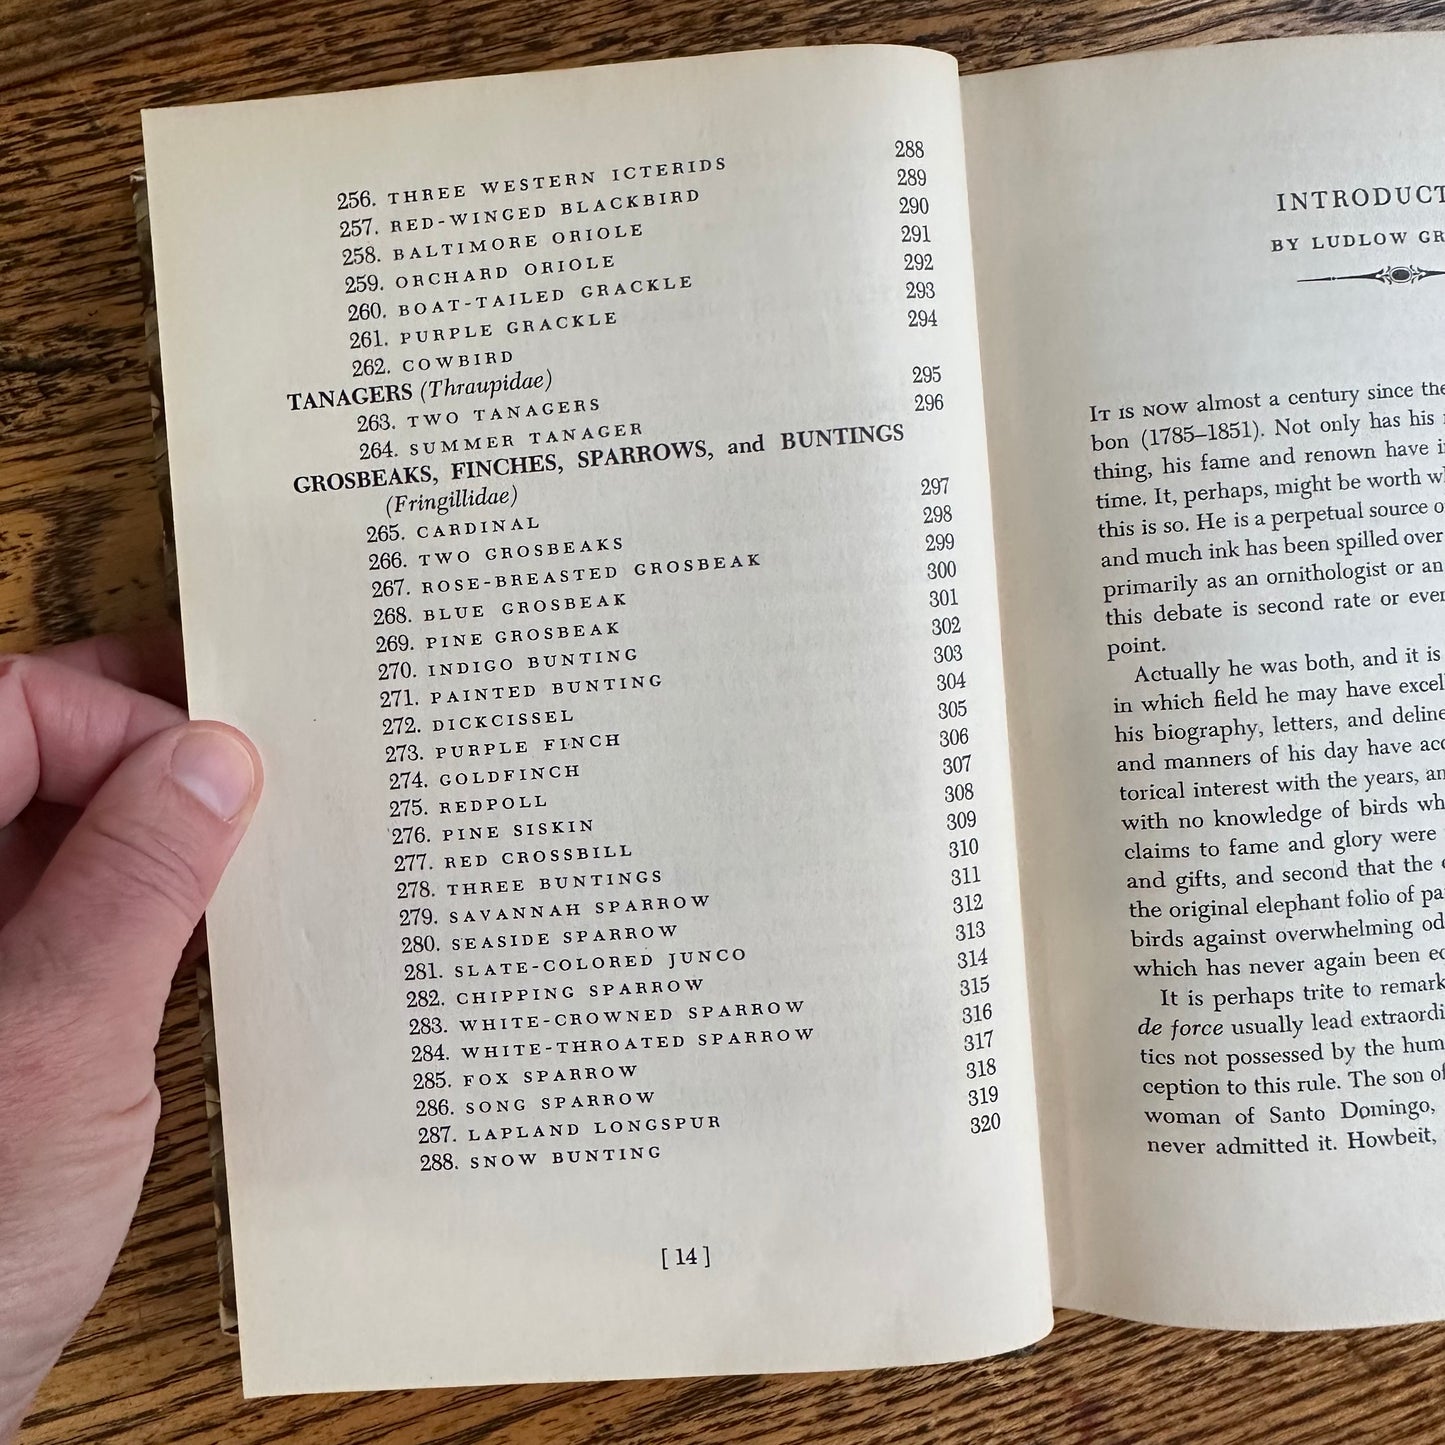 256. THREE WESTERN ICTERIDS 288
257. RED-WINGED BLACKBIRD 289
258. BALTIMORE ORIOLE 290
259. ORCHARD ORIOLE 291
260. BOAT-TAILED GRACKLE 292
261. PURPLE GRACKLE 293
262. COWBIRD 294
TANAGERS (Thraupidae)
263. TWO TANAGERS 295
264. SUMMER TANAGER 296
GROSBEAKS, FINCHES, SPARROWS, and BUNTINGS
(Fringillidae)
265. CARDINAL 297
266. TWO GROSBEAKS 298
267. ROSE-BREASTED GROSBEAK 299
268. BLUE GROSBEAK 300
269. PINE GROSBEAK 301
270. INDIGO BUNTING 302
271. PAINTED BUNTING 303
272. DICKCISSEL 304
273. PURPLE FINCH 305
274. GOLDFINCH 306
275. REDPOLL 307
276. PINE SISKIN 308
277. RED CROSSBILL 309
278. THREE BUNTINGS 310
279. SAVANNAH SPARROW 311
280. SEASIDE SPARROW 312
281. SLATE-COLORED JUNCO 313
282. CHIPPING SPARROW 314
283. WHITE-CROWNED SPARROW 315
284. WHITE-THROATED SPARROW 316
285. FOX SPARROW 317
286. SONG SPARROW 318
287. LAPLAND LONGSPUR 319
288. SNOW BUNTING 320
[ 14 ]
INTRODUCT
BY LUDLOW GR
IT IS NOW almost a century since the
bon (1785–1851). Not only has his
thing, his fame and renown have
time. It, perhaps, might be worth
this is so. He is a perpetual source
and much ink has been spilled over
primarily as an ornithologist or an
this debate is second rate or
point.
Actually he was both, and it is
in which field he may have
his biography, letters, and
and manners of his day have
torical interest with the years,
with no knowledge of birds
claims to fame and glory were
and gifts, and second that the
the original elephant folio of
birds against overwhelming
which has never again been
It is perhaps trite to remark
de force usually lead
tics not possessed by the
ception to this rule. The son of
woman of Santo Domingo,
never admitted it. Howbeit,